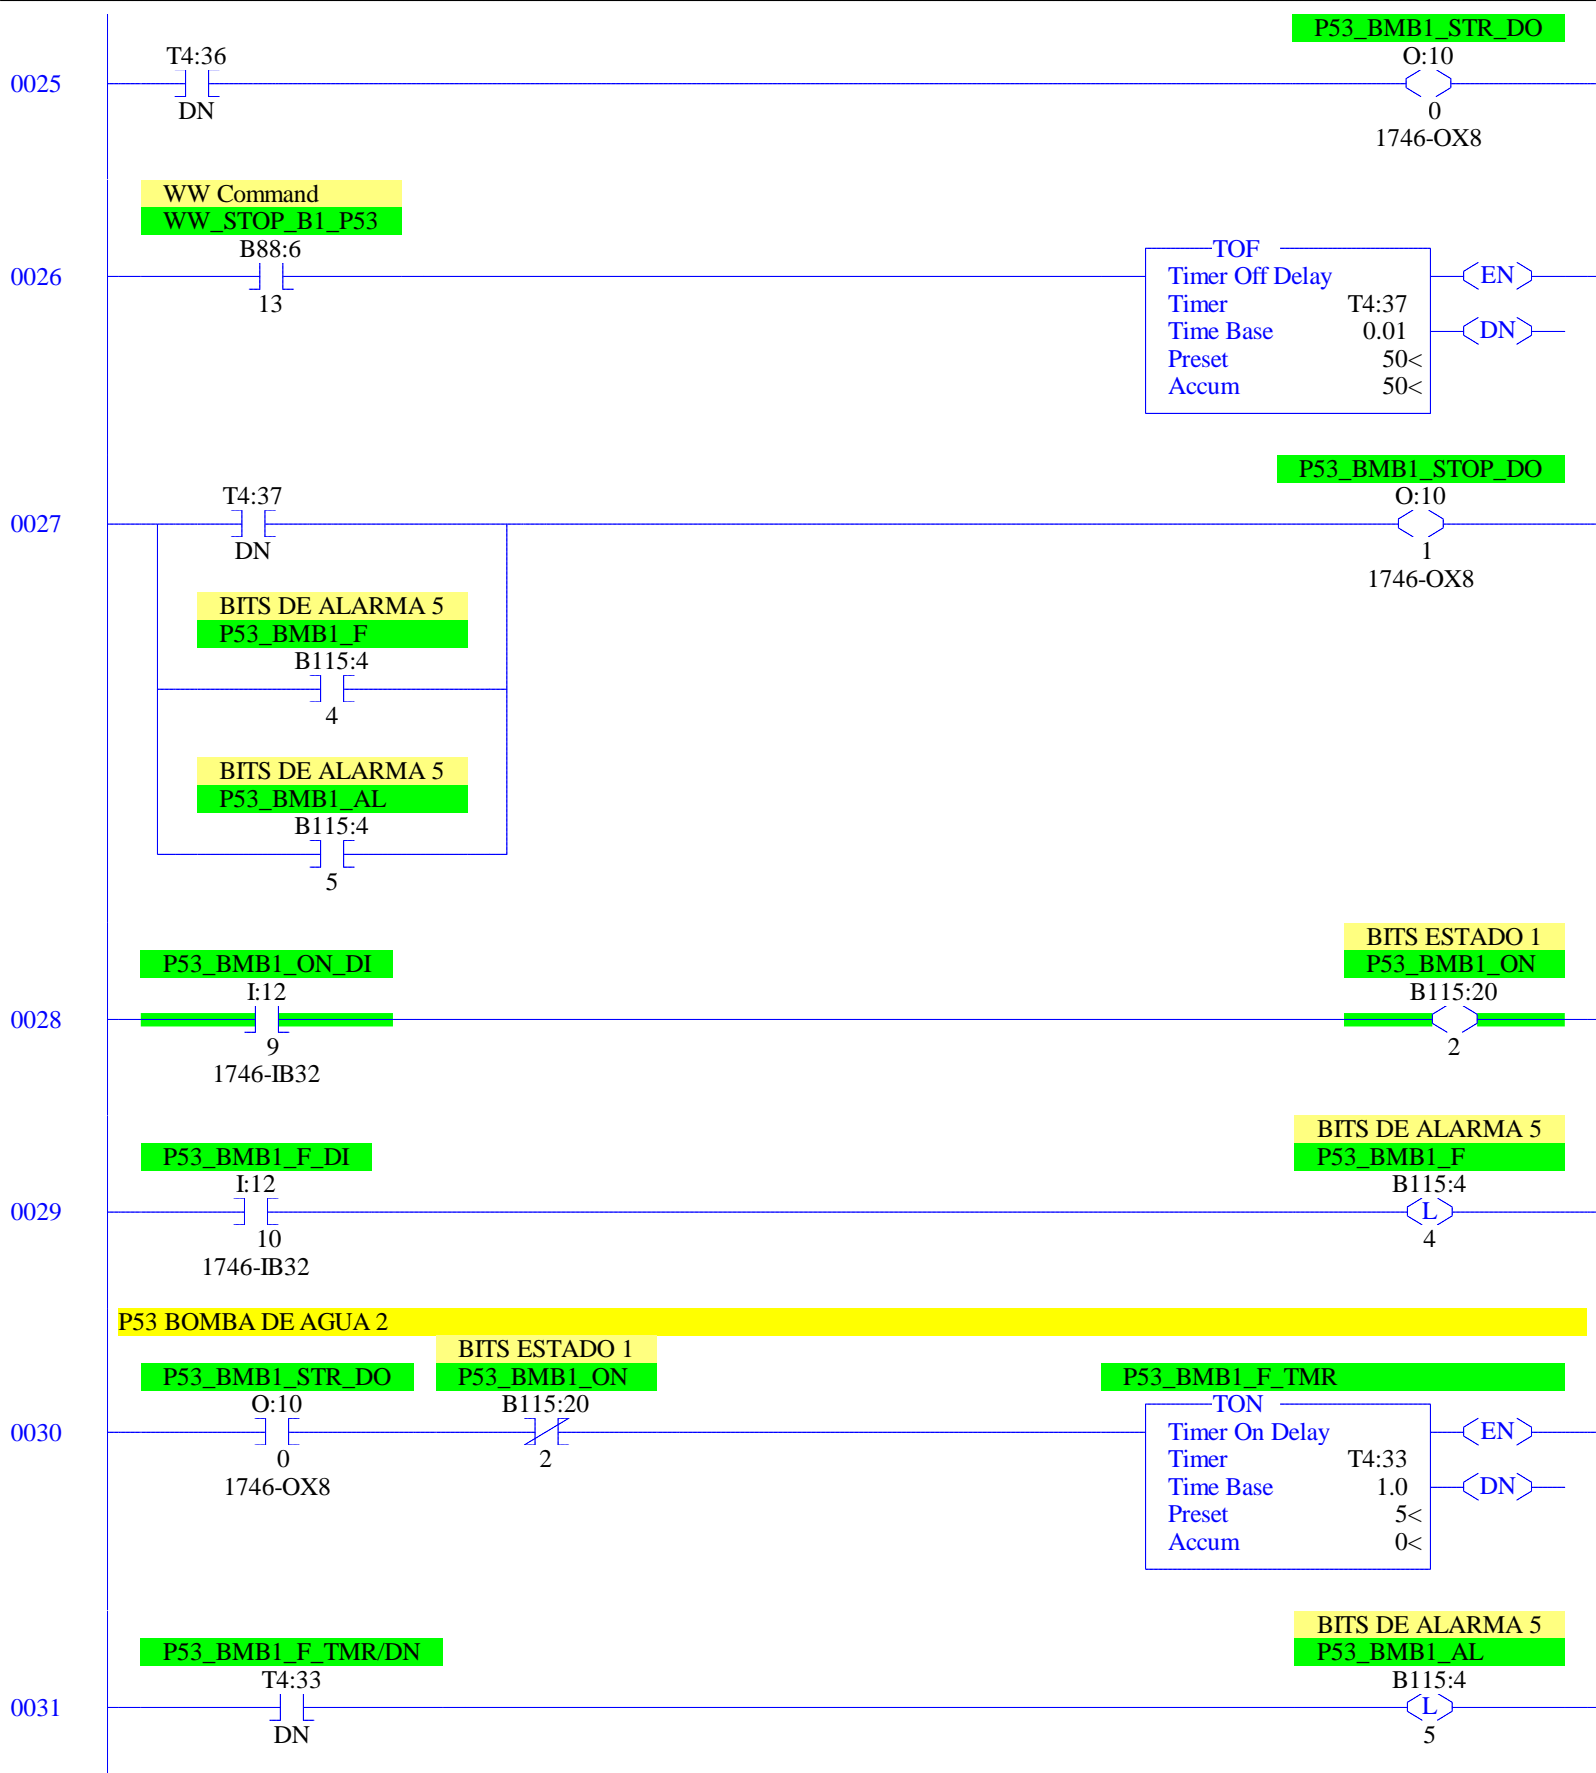 P53_BMB1_STR_DO
T4:36
O:10
0025
DN
0
1746-OX8
WW Command
WW_STOP_B1_P53
B88:6
0026
13
TOF
Timer Off Delay
Timer T4:37
Time Base 0.01
Preset 50<
Accum 50<
EN
DN
P53_BMB1_STOP_DO
T4:37
O:10
0027
DN
1
1746-OX8
BITS DE ALARMA 5
P53_BMB1_F
B115:4
4
BITS DE ALARMA 5
P53_BMB1_AL
B115:4
5
P53_BMB1_ON_DI
I:12
0028
9
1746-IB32
BITS ESTADO 1
P53_BMB1_ON
B115:20
2
P53_BMB1_F_DI
I:12
0029
10
1746-IB32
BITS DE ALARMA 5
P53_BMB1_F
B115:4
L
4
P53 BOMBA DE AGUA 2
P53_BMB1_STR_DO
O:10
0030
0
1746-OX8
BITS ESTADO 1
P53_BMB1_ON
B115:20
2
P53_BMB1_F_TMR
TON
Timer On Delay
Timer T4:33
Time Base 1.0
Preset 5<
Accum 0<
EN
DN
P53_BMB1_F_TMR/DN
T4:33
0031
DN
BITS DE ALARMA 5
P53_BMB1_AL
B115:4
L
5